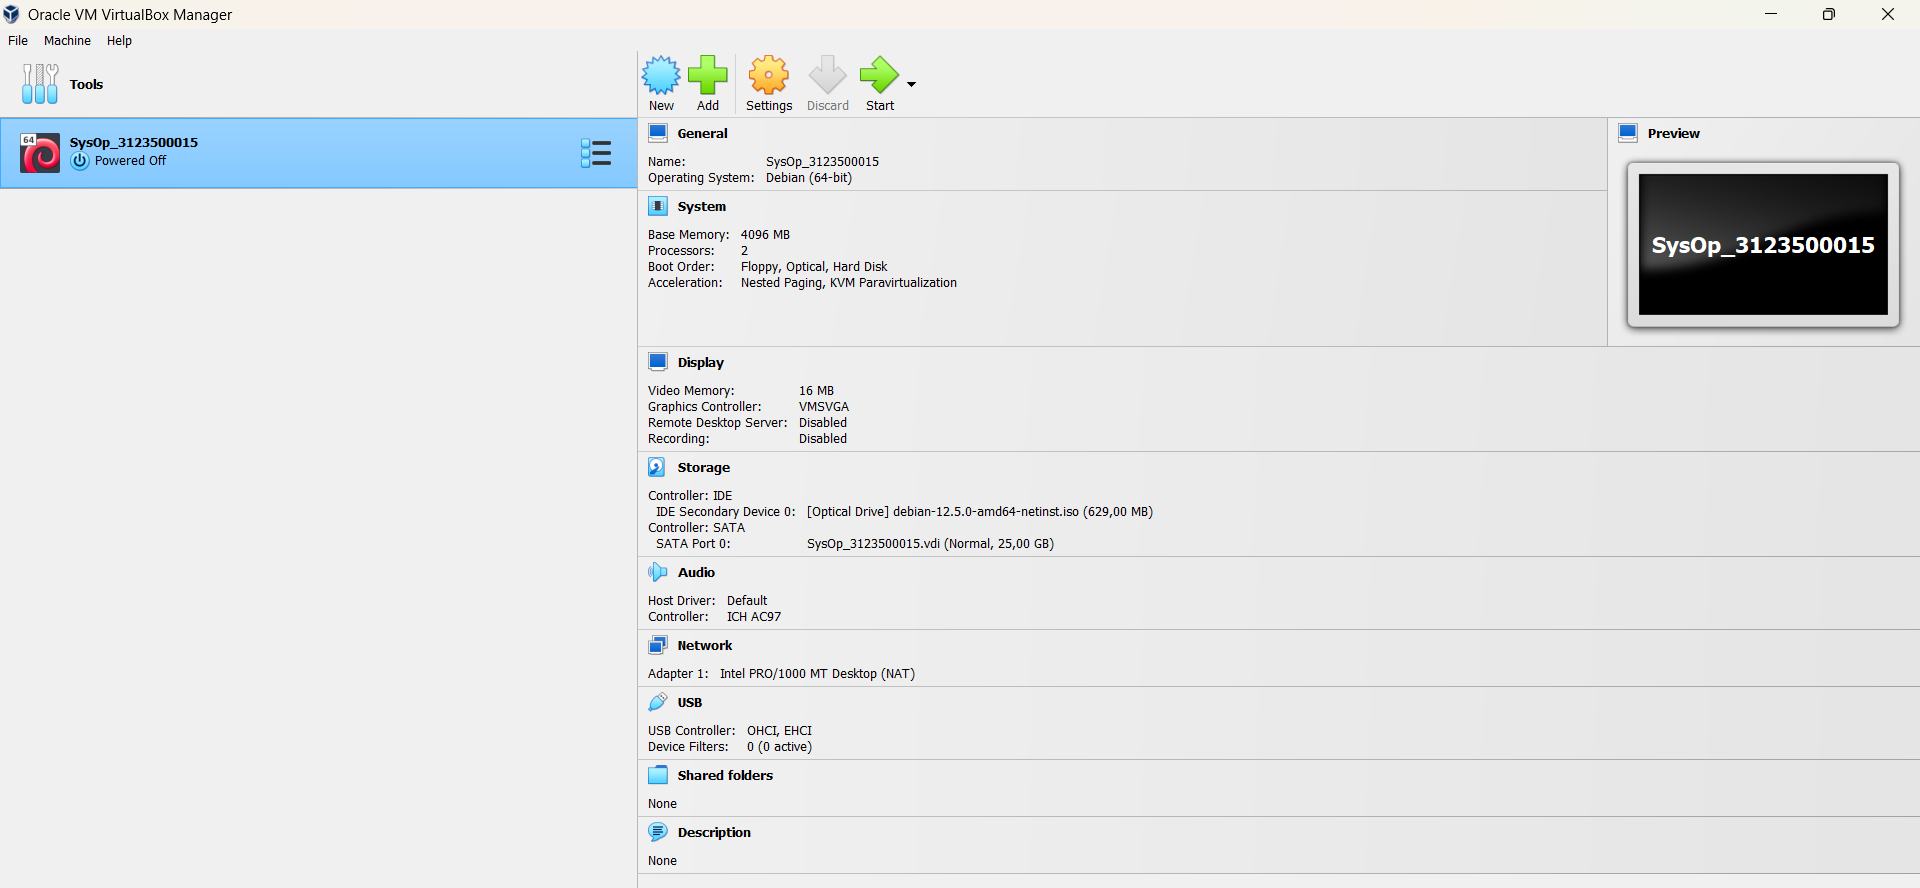 Oracle VM VirtualBox Manager
File Machine Help
Tools
64
SysOp_3123500015
Powered Off
New Add Settings Discard Start
General
Name: SysOp_3123500015
Operating System: Debian (64-bit)
System
Base Memory: 4096 MB
Processors: 2
Boot Order: Floppy, Optical, Hard Disk
Acceleration: Nested Paging, KVM Paravirtualization
Preview
SysOp_3123500015
Display
Video Memory: 16 MB
Graphics Controller: VMSVGA
Remote Desktop Server: Disabled
Recording: Disabled
Storage
Controller: IDE
IDE Secondary Device 0: [Optical Drive] debian-12.5.0-amd64-netinst.iso (629,00 MB)
Controller: SATA
SATA Port 0: SysOp_3123500015.vdi (Normal, 25,00 GB)
Audio
Host Driver: Default
Controller: ICH AC97
Network
Adapter 1: Intel PRO/1000 MT Desktop (NAT)
USB
USB Controller: OHCI, EHCI
Device Filters: 0 (0 active)
Shared folders
None
Description
None